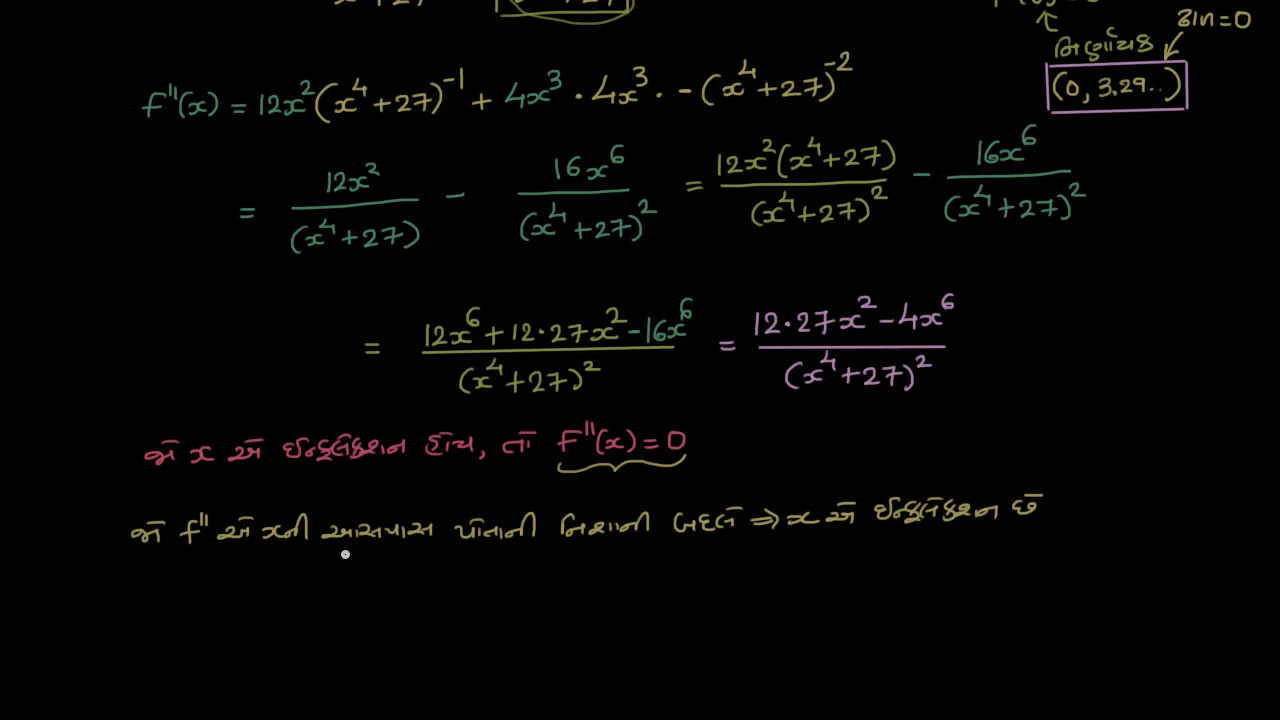 min = 0
નિર્ણાયક
(0, 3.29..)
f''(x) = 12x²(x⁴+27)⁻¹ + 4x³ · 4x³ · -(x⁴+27)⁻²
= 12x²/(x⁴+27) - 16x⁶/(x⁴+27)² = 12x²(x⁴+27)/(x⁴+27)² - 16x⁶/(x⁴+27)²
= (12x⁶+12·27x²-16x⁶)/(x⁴+27)² = (12·27x²-4x⁶)/(x⁴+27)²
જો x એ ઈન્ફ્લેક્શન હોય, તો f''(x) = 0
જો f'' એ xની આસપાસ પોતાની નિશાની બદલે ⇒ x એ ઈન્ફ્લેક્શન છે